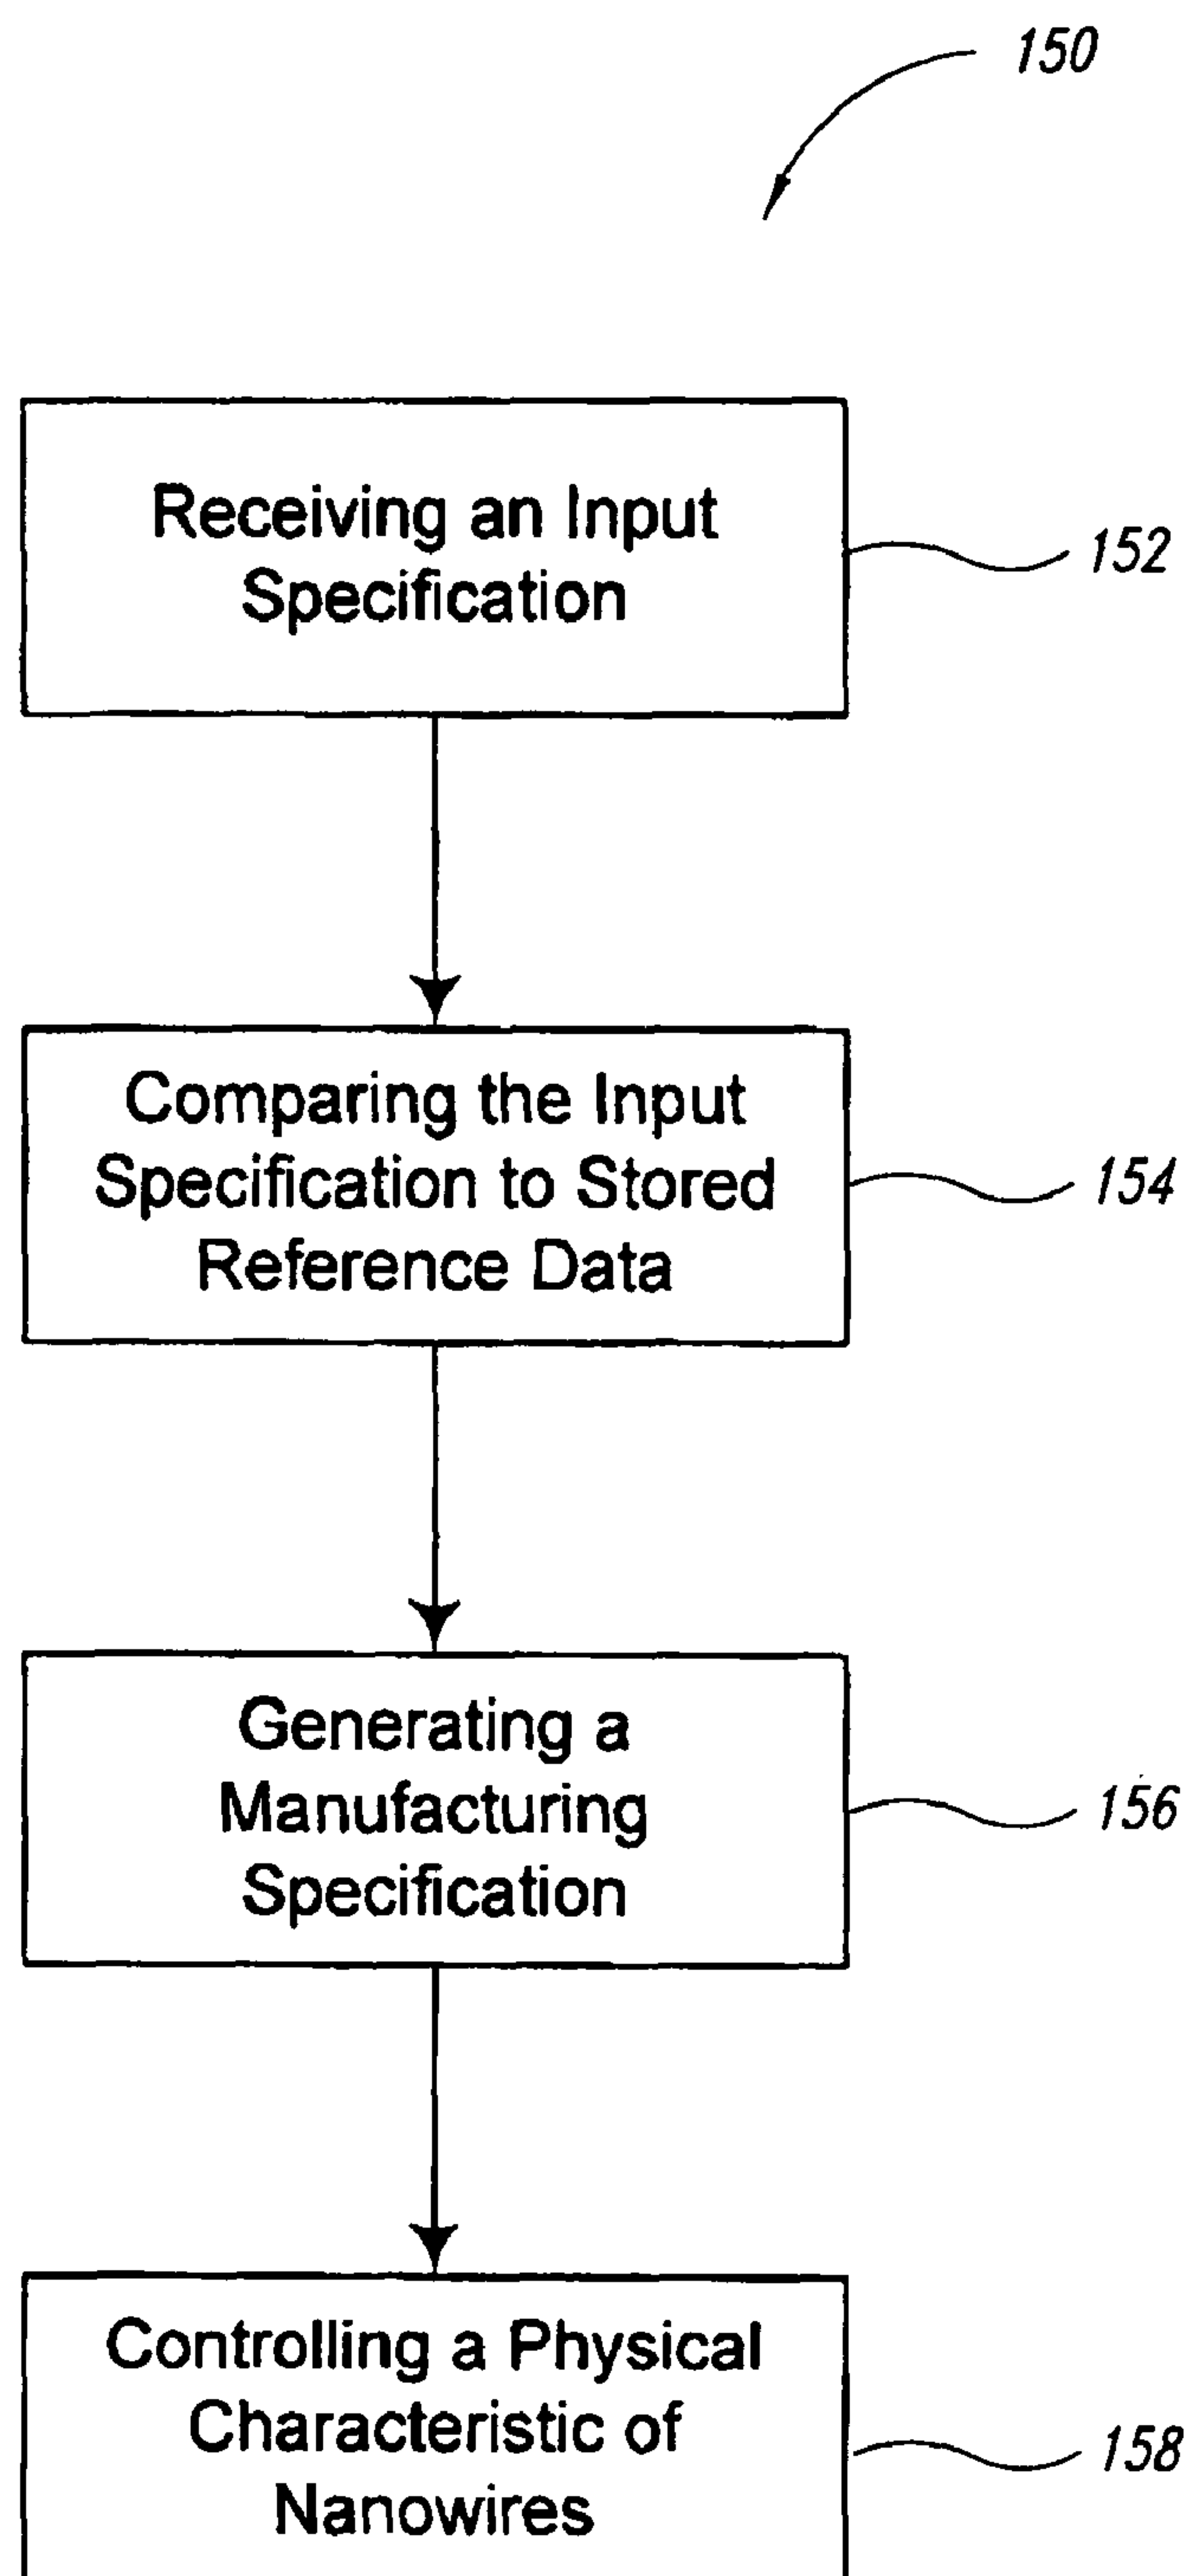 150
Receiving an Input
Specification
152
Comparing the Input
Specification to Stored
Reference Data
154
Generating a
Manufacturing
Specification
156
Controlling a Physical
Characteristic of
Nanowires
158